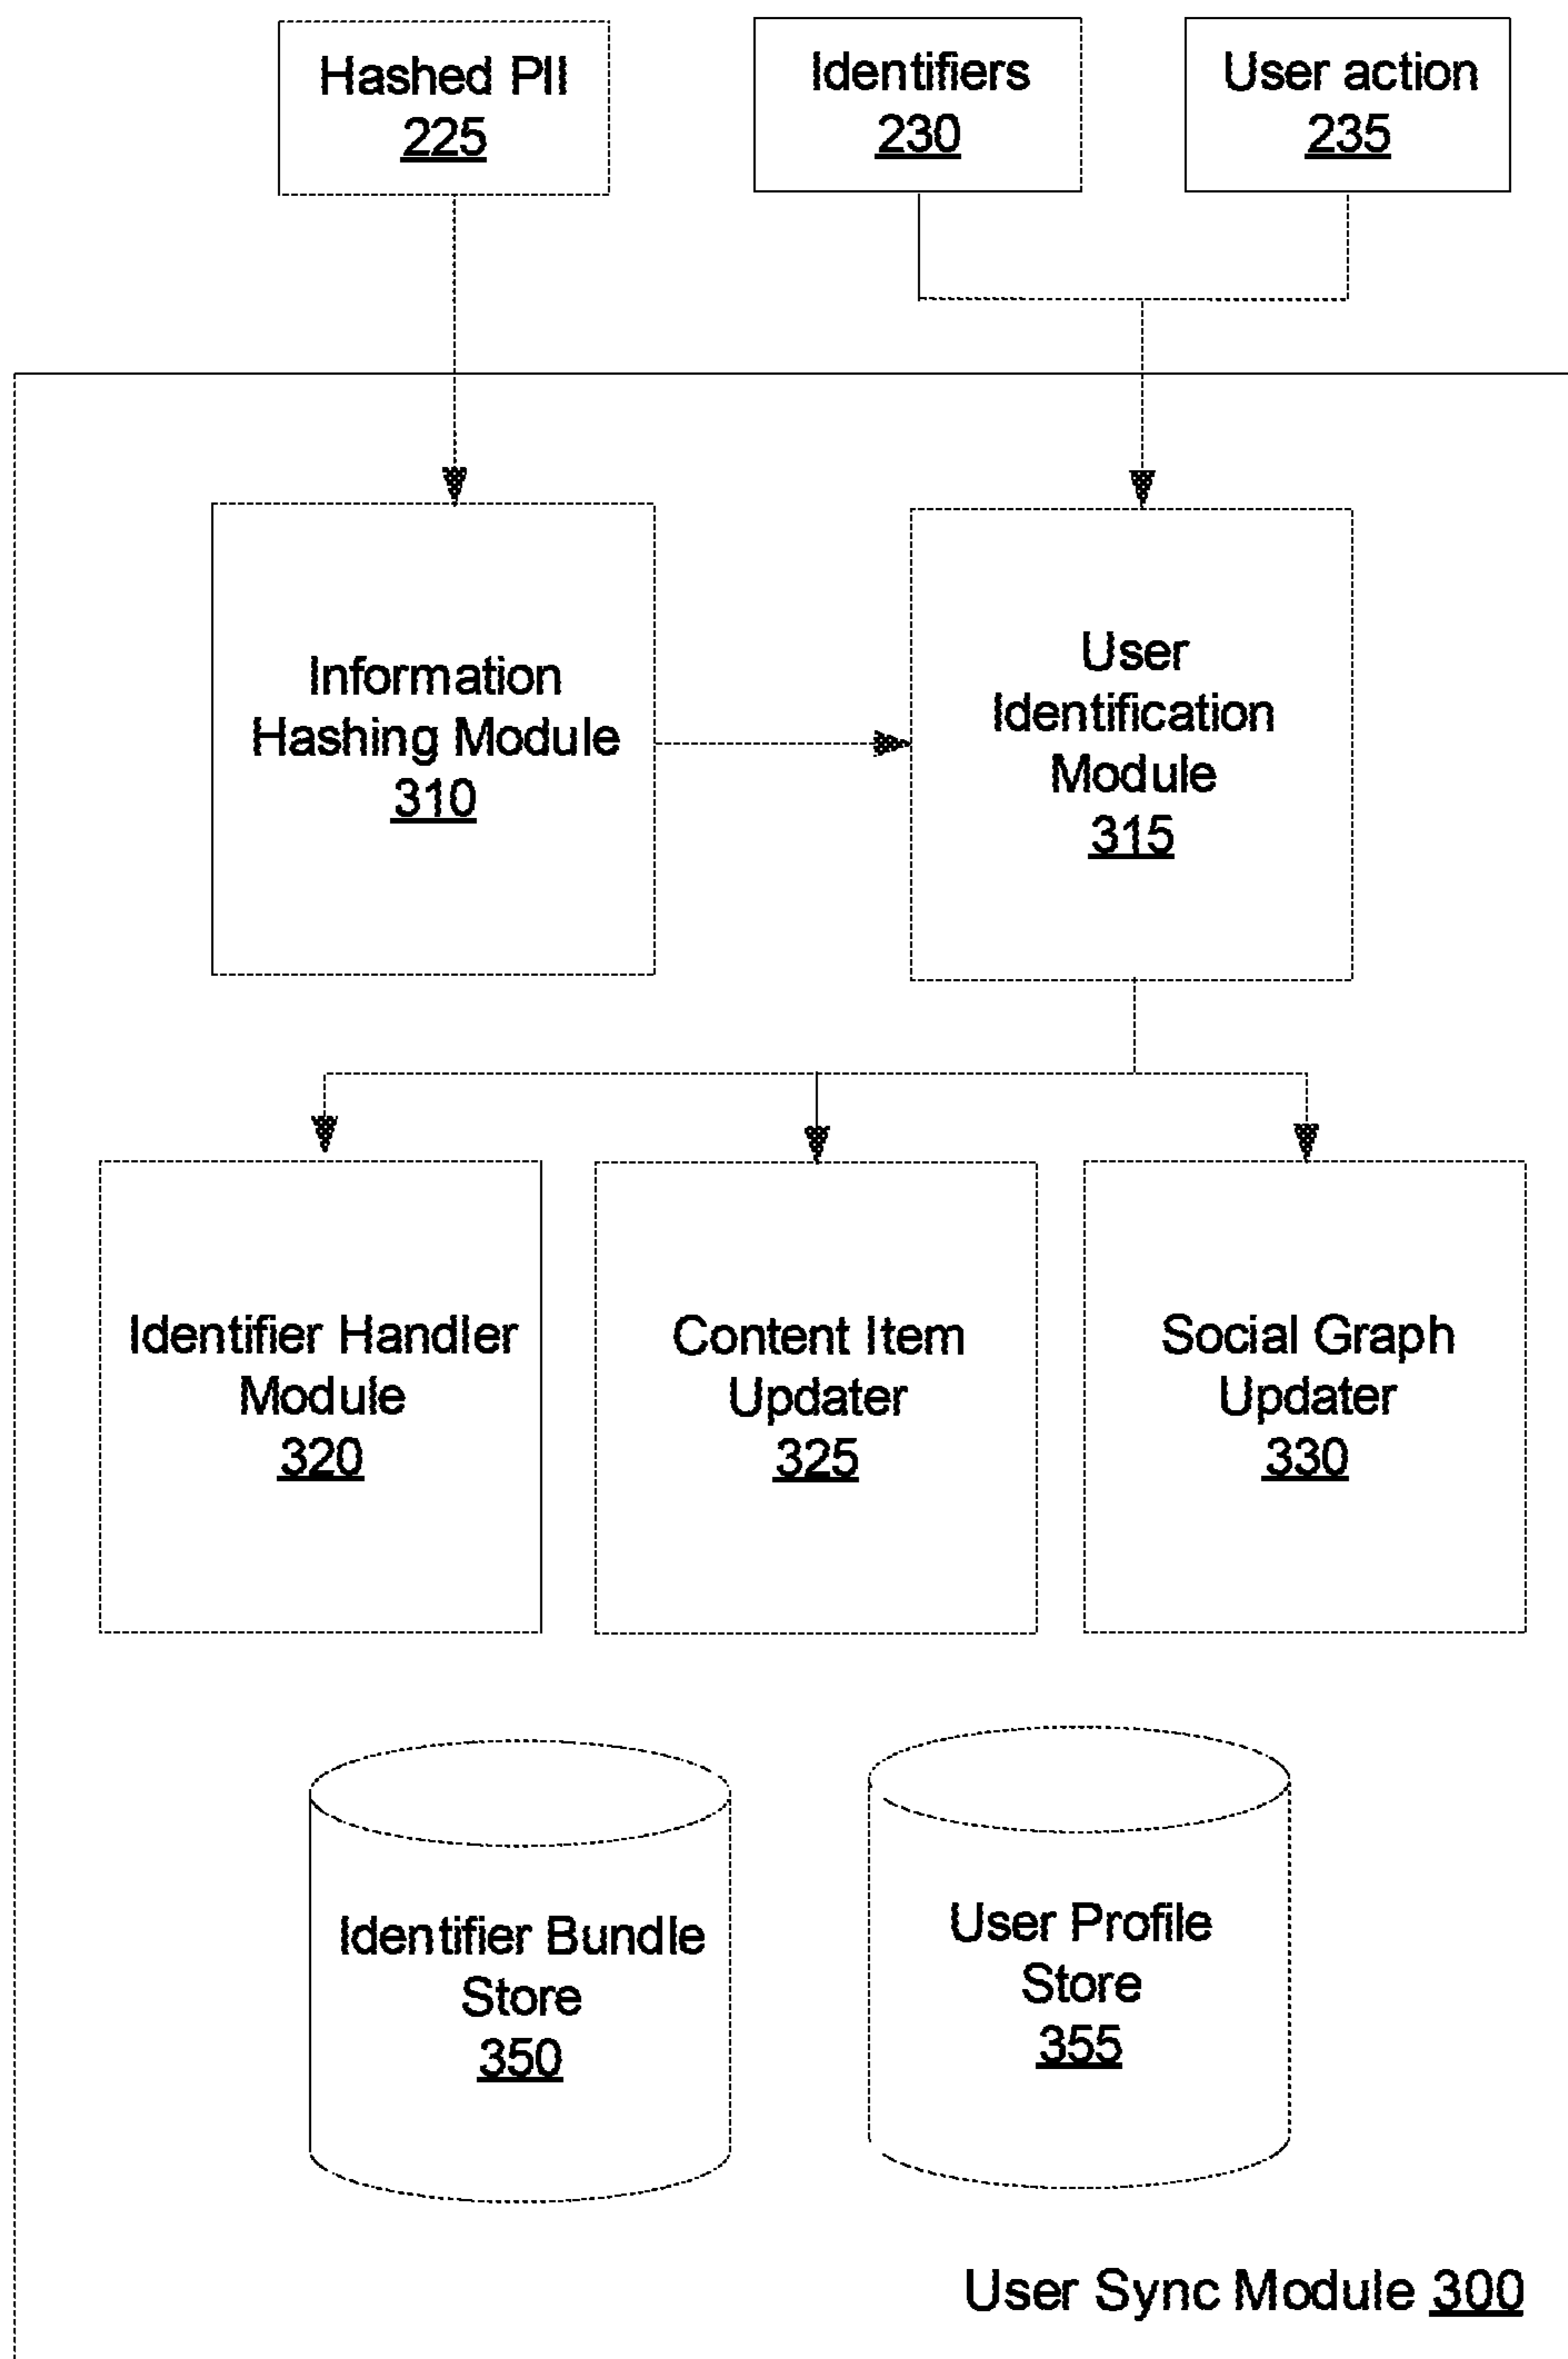 Hashed PII
225
Identifiers
230
User action
235
Information
Hashing Module
310
User
Identification
Module
315
Identifier Handler
Module
320
Content Item
Updater
325
Social Graph
Updater
330
Identifier Bundle
Store
350
User Profile
Store
355
User Sync Module 300